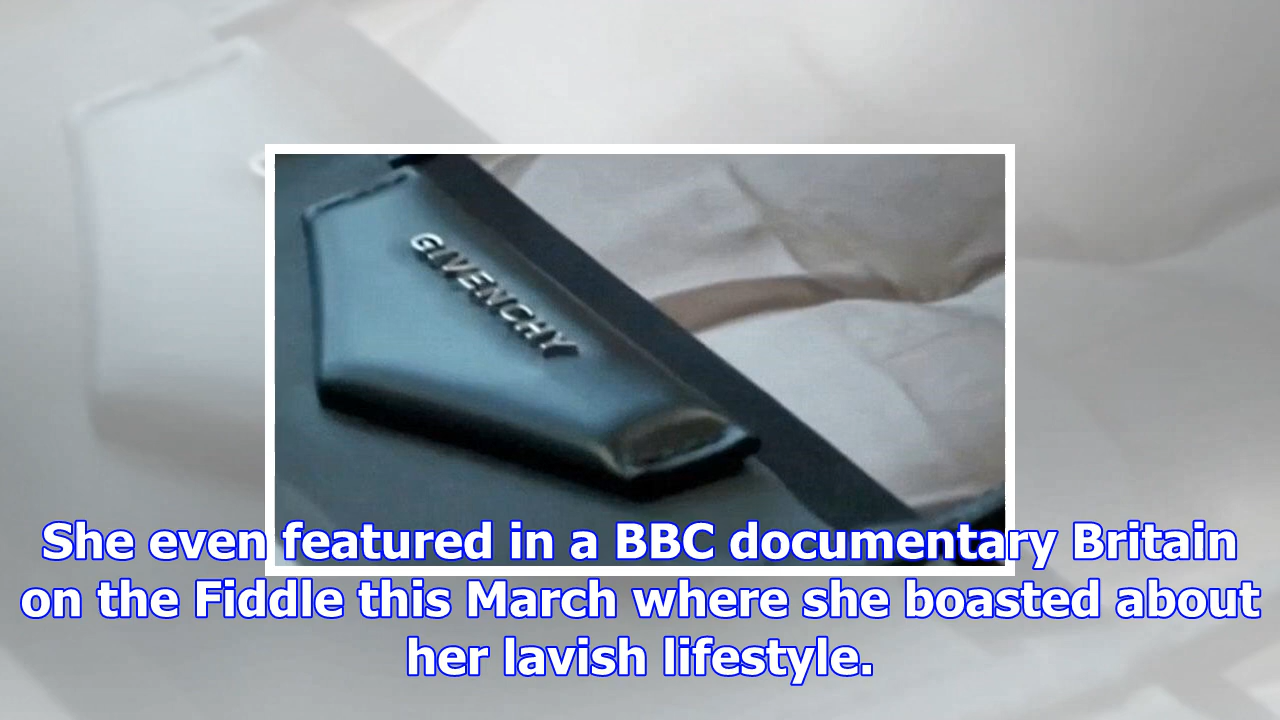 GIVENCHY
She even featured in a BBC documentary Britain
on the Fiddle this March where she boasted about
her lavish lifestyle.